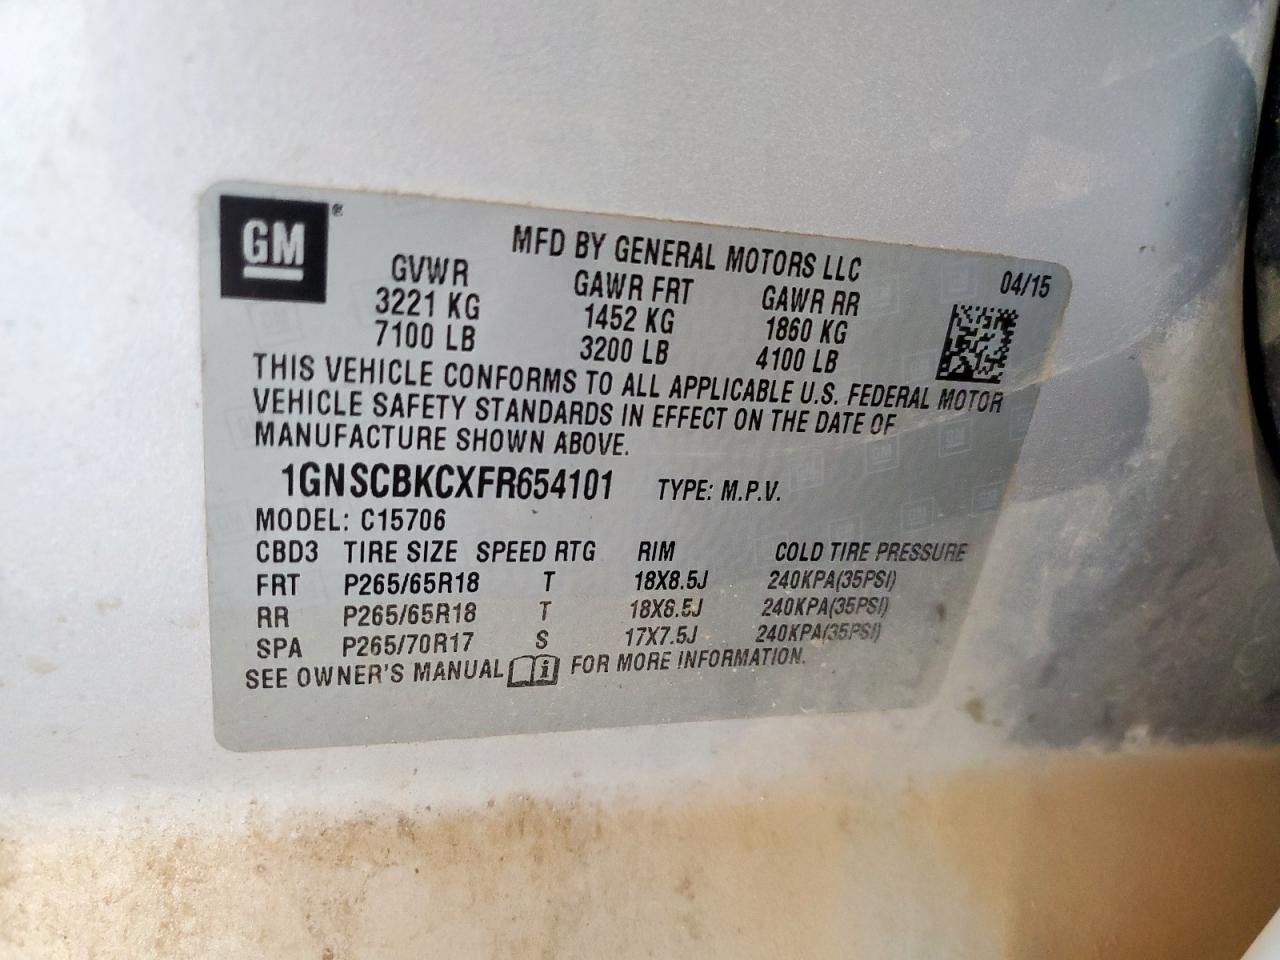 GM ®
MFD BY GENERAL MOTORS LLC
04/15
GVWR GAWR FRT GAWR RR
3221 KG 1452 KG 1860 KG
7100 LB 3200 LB 4100 LB
THIS VEHICLE CONFORMS TO ALL APPLICABLE U.S. FEDERAL MOTOR
VEHICLE SAFETY STANDARDS IN EFFECT ON THE DATE OF
MANUFACTURE SHOWN ABOVE.
1GNSCBKCXFR654101 TYPE: M.P.V.
MODEL: C15706
CBD3 TIRE SIZE SPEED RTG RIM COLD TIRE PRESSURE
FRT P265/65R18 T 18X8.5J 240KPA(35PSI)
RR P265/65R18 T 18X8.5J 240KPA(35PSI)
SPA P265/70R17 S 17X7.5J 240KPA(35PSI)
SEE OWNER'S MANUAL i FOR MORE INFORMATION.